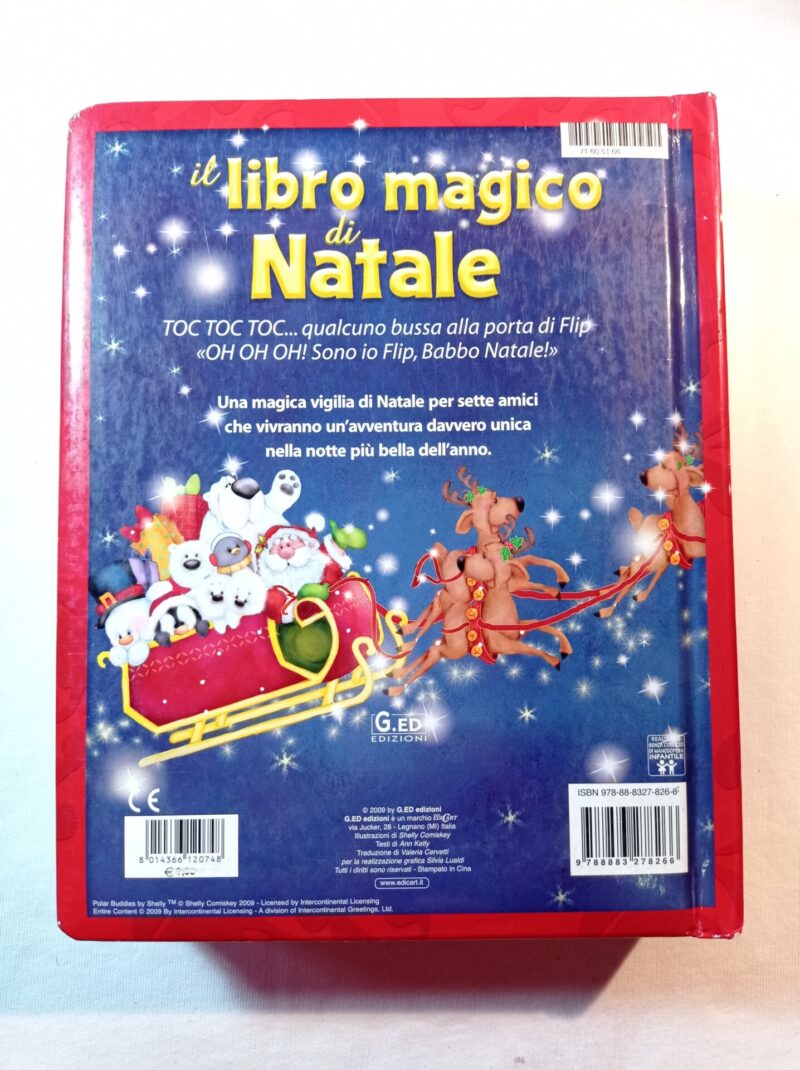 71 60 51 66
il libro magico
di
Natale
TOC TOC TOC... qualcuno bussa alla porta di Flip
«OH OH OH! Sono io Flip, Babbo Natale!»
Una magica vigilia di Natale per sette amici
che vivranno un'avventura davvero unica
nella notte più bella dell'anno.
G.ED
EDIZIONI
INFANTILE
CE
ISBN 978-88-8327-826-6
9 788883 278266
8 014366 120748
€
© 2009 by G.ED edizioni
G.ED edizioni è un marchio EdiCart
via Jucker, 28 - Legnano (MI) Italia
Illustrazioni di Shelly Comiskey
Testi di Ann Ketly
Traduzione di Valeria Cervetti
per la realizzazione grafica Silvia Lualdi
Tutti i diritti sono riservati - Stampato in Cina
www.edicart.it
Polar Buddies by Shelly ™ © Shelly Comiskey 2009 - Licensed by Intercontinental Licensing
Entire Content © 2009 By Intercontinental Licensing - A division of Intercontinental Greetings, Ltd.